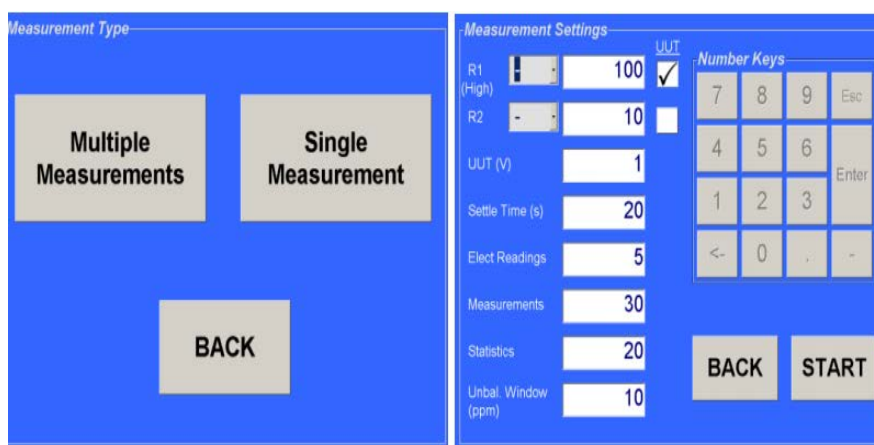 Measurement Type
Multiple
Measurements
Single
Measurement
BACK
Measurement Settings
UUT
R1
(High)
-
100
R2
-
10
UUT (V)
1
Settle Time (s)
20
Elect Readings
5
Measurements
30
Statistics
20
Unbal. Window
(ppm)
10
Number Keys
7 8 9 Esc
4 5 6
Enter
1 2 3
<- 0 . -
BACK
START